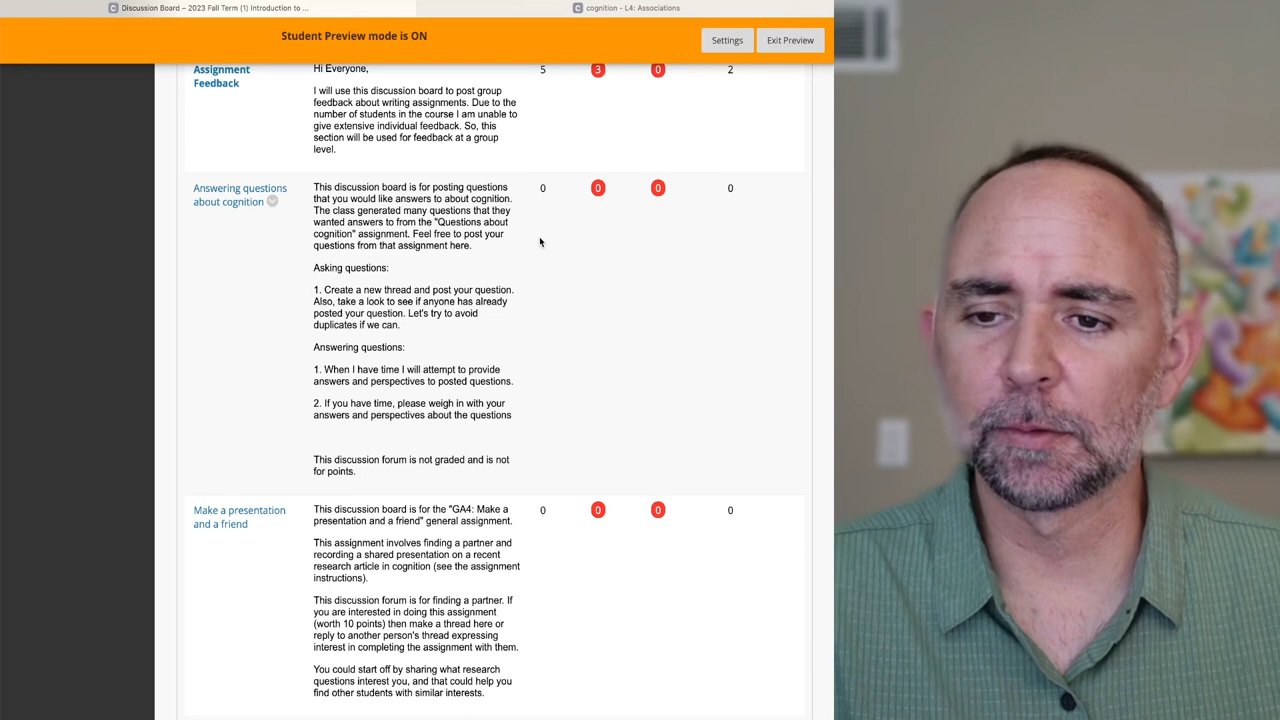 Discussion Board – 2023 Fall Term (1) Introduction to ...
cognition - L4: Associations
Student Preview mode is ON
Settings
Exit Preview
Assignment
Feedback
Hi Everyone,
5
3
0
2
I will use this discussion board to post group
feedback about writing assignments. Due to the
number of students in the course I am unable to
give extensive individual feedback. So, this
section will be used for feedback at a group
level.
Answering questions
about cognition
This discussion board is for posting questions
that you would like answers to about cognition.
The class generated many questions that they
wanted answers to from the "Questions about
cognition" assignment. Feel free to post your
questions from that assignment here.
0
0
0
0
Asking questions:
1. Create a new thread and post your question.
Also, take a look to see if anyone has already
posted your question. Let's try to avoid
duplicates if we can.
Answering questions:
1. When I have time I will attempt to provide
answers and perspectives to posted questions.
2. If you have time, please weigh in with your
answers and perspectives about the questions
This discussion forum is not graded and is not
for points.
Make a presentation
and a friend
This discussion board is for the "GA4: Make a
presentation and a friend" general assignment.
0
0
0
0
This assignment involves finding a partner and
recording a shared presentation on a recent
research article in cognition (see the assignment
instructions).
This discussion forum is for finding a partner. If
you are interested in doing this assignment
(worth 10 points) then make a thread here or
reply to another person's thread expressing
interest in completing the assignment with them.
You could start off by sharing what research
questions interest you, and that could help you
find other students with similar interests.